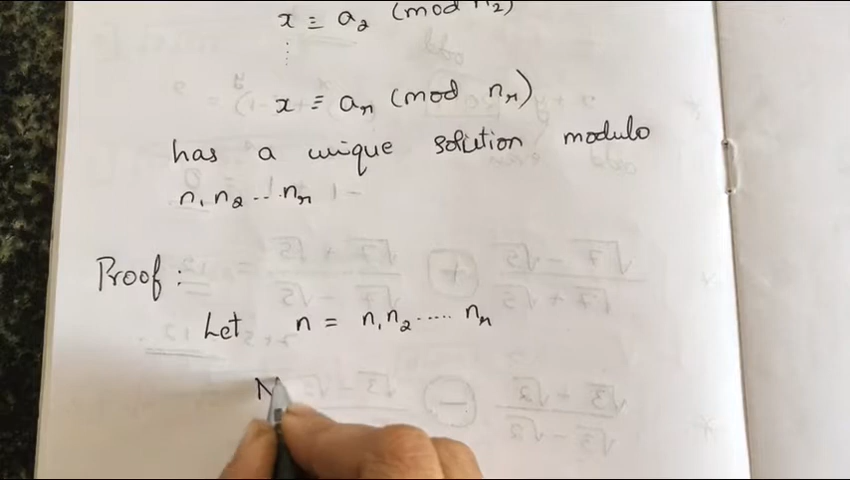 x ≡ a₂ (mod n₂)
⋮
x ≡ aₙ (mod nₙ)
has a unique solution modulo
n₁n₂...nₙ
Proof:
Let n = n₁n₂.....nₙ
N